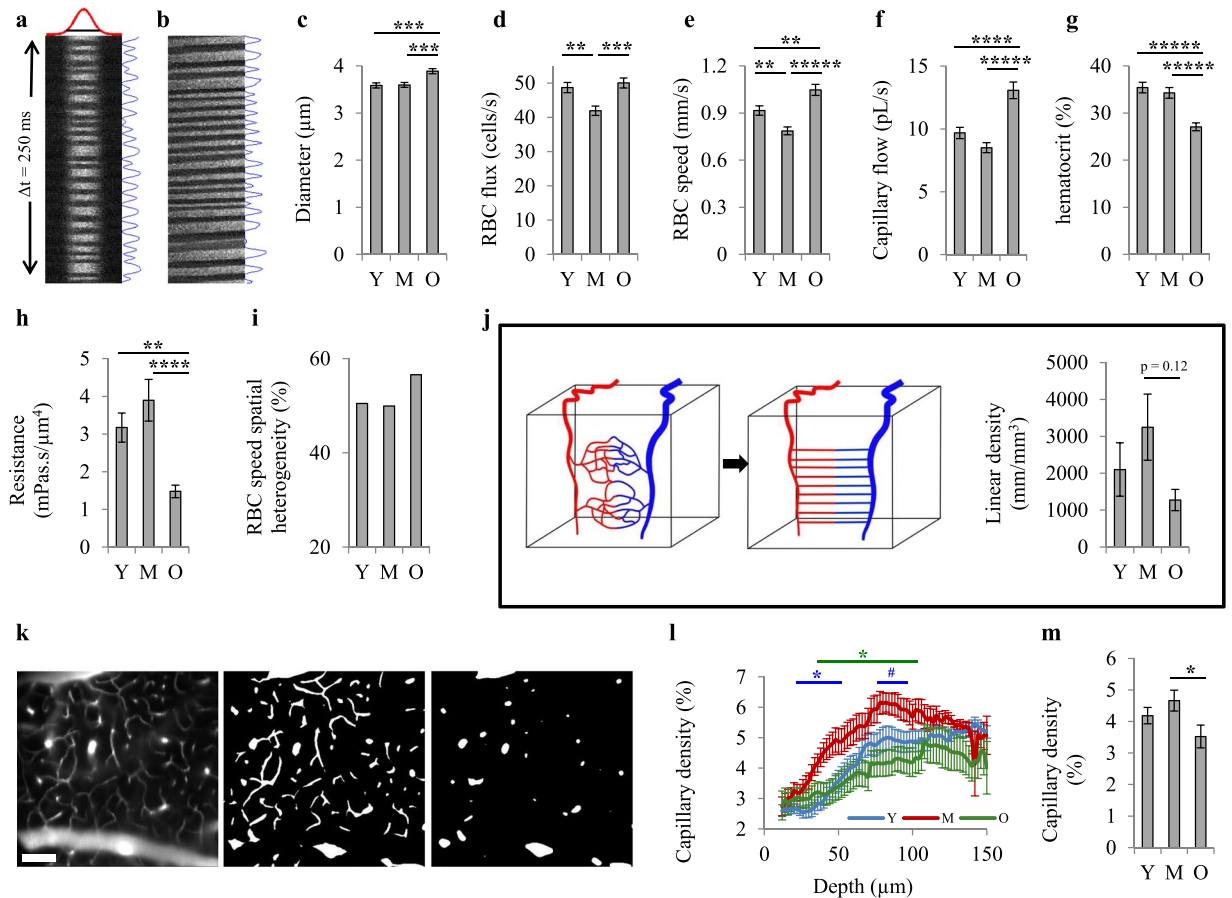 a
Δt = 250 ms
b
c
***
***
Diameter (µm)
4
3
2
1
0
Y M O
d
** ***
RBC flux (cells/s)
50
40
30
20
10
0
Y M O
e
**
** *****
RBC speed (mm/s)
1.2
0.9
0.6
0.3
0
Y M O
f
****
*****
Capillary flow (pL/s)
15
10
5
0
Y M O
g
*****
*****
hematocrit (%)
40
30
20
10
0
Y M O
h
**
****
Resistance
(mPas.s/µm⁴)
5
4
3
2
1
0
Y M O
i
RBC speed spatial
heterogeneity (%)
60
40
20
Y M O
j
Linear density
(mm/mm³)
5000
4000
3000
2000
1000
0
p = 0.12
Y M O
k
l
*
* #
Capillary density (%)
7
6
5
4
3
2
Y M O
0 50 100 150
Depth (µm)
m
*
Capillary density
(%)
6
5
4
3
2
1
0
Y M O